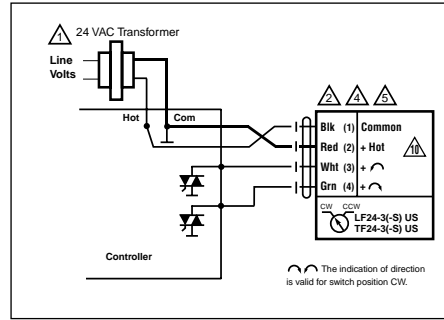 1 24 VAC Transformer
Line
Volts
Hot Com
2 4 5
Blk (1) Common
Red (2) + Hot
10
Wht (3) +
Grn (4) +
CW CCW
LF24-3(-S) US
TF24-3(-S) US
Controller
The indication of direction
is valid for switch position CW.